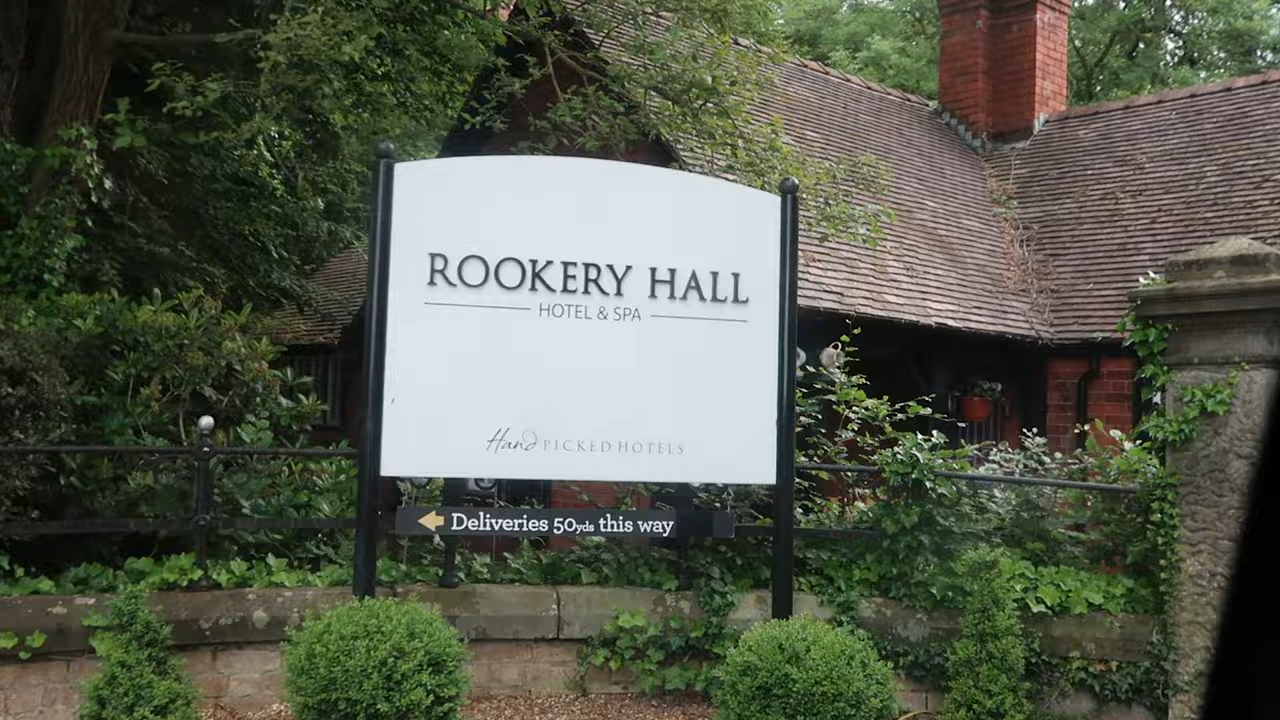 ROOKERY HALL
HOTEL & SPA
Hand PICKED HOTELS
Deliveries 50yds this way